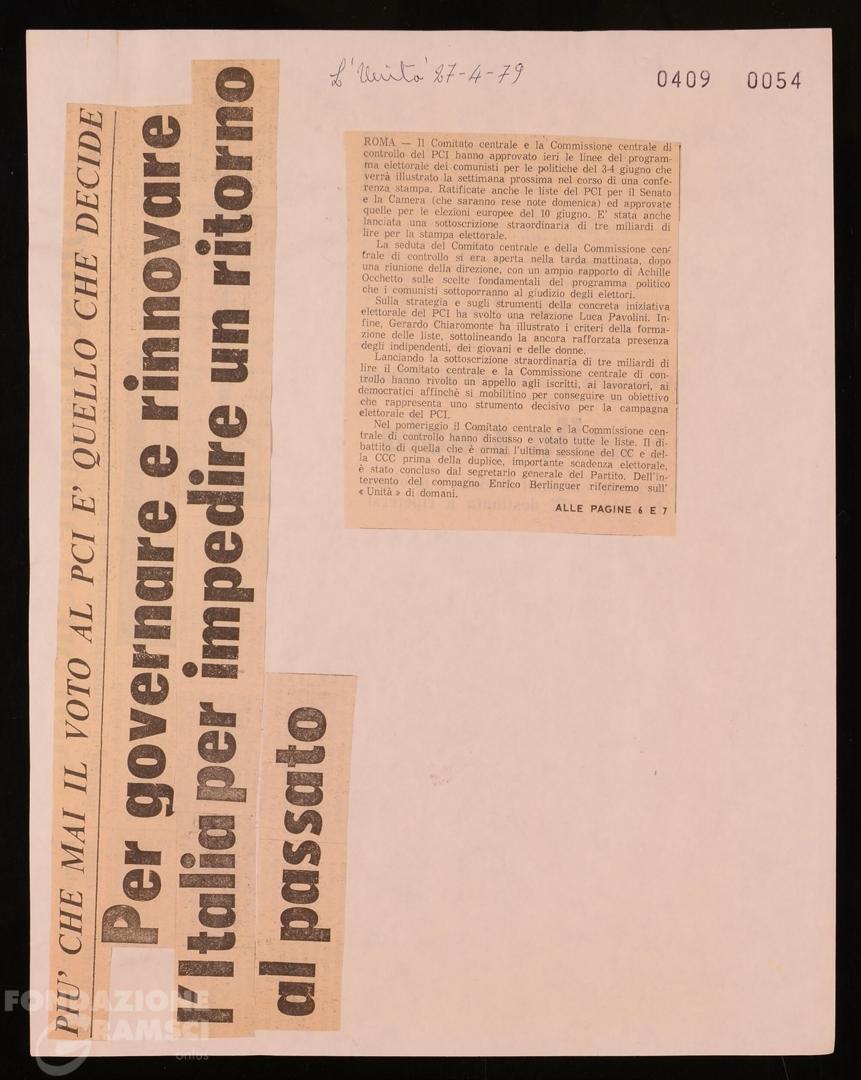 L'Unità 27-4-79
0409 0054
PIU' CHE MAI IL VOTO AL PCI E' QUELLO CHE DECIDE
Per governare e rinnovare
l'Italia per impedire un ritorno
al passato
ROMA — Il Comitato centrale e la Commissione centrale di
controllo del PCI hanno approvato ieri le linee del program-
ma elettorale dei comunisti per le politiche del 3-4 giugno che
verrà illustrato la settimana prossima nel corso di una confe-
renza stampa. Ratificate anche le liste del PCI per il Senato
e la Camera (che saranno rese note domenica) ed approvate
quelle per le elezioni europee del 10 giugno. E' stata anche
lanciata una sottoscrizione straordinaria di tre miliardi di
lire per la stampa elettorale.
La seduta del Comitato centrale e della Commissione cen-
trale di controllo si era aperta nella tarda mattinata, dopo
una riunione della direzione, con un ampio rapporto di Achille
Occhetto sulle scelte fondamentali del programma politico
che i comunisti sottoporranno al giudizio degli elettori.
Sulla strategia e sugli strumenti della concreta iniziativa
elettorale del PCI ha svolto una relazione Luca Pavolini. In-
fine, Gerardo Chiaromonte ha illustrato i criteri della forma-
zione delle liste, sottolineando la ancora rafforzata presenza
degli indipendenti, dei giovani e delle donne.
Lanciando la sottoscrizione straordinaria di tre miliardi di
lire il Comitato centrale e la Commissione centrale di con-
trollo hanno rivolto un appello agli iscritti, ai lavoratori, ai
democratici affinchè si mobilitino per conseguire un obiettivo
che rappresenta uno strumento decisivo per la campagna
elettorale del PCI.
Nel pomeriggio il Comitato centrale e la Commissione cen-
trale di controllo hanno discusso e votato tutte le liste. Il di-
battito di quella che è ormai l'ultima sessione del CC e del-
la CCC prima della duplice, importante scadenza elettorale,
è stato concluso dal segretario generale del Partito. Dell'in-
tervento del compagno Enrico Berlinguer riferiremo sull'
« Unità » di domani.
ALLE PAGINE 6 E 7
FONDAZIONE
GRAMSCI
onlus